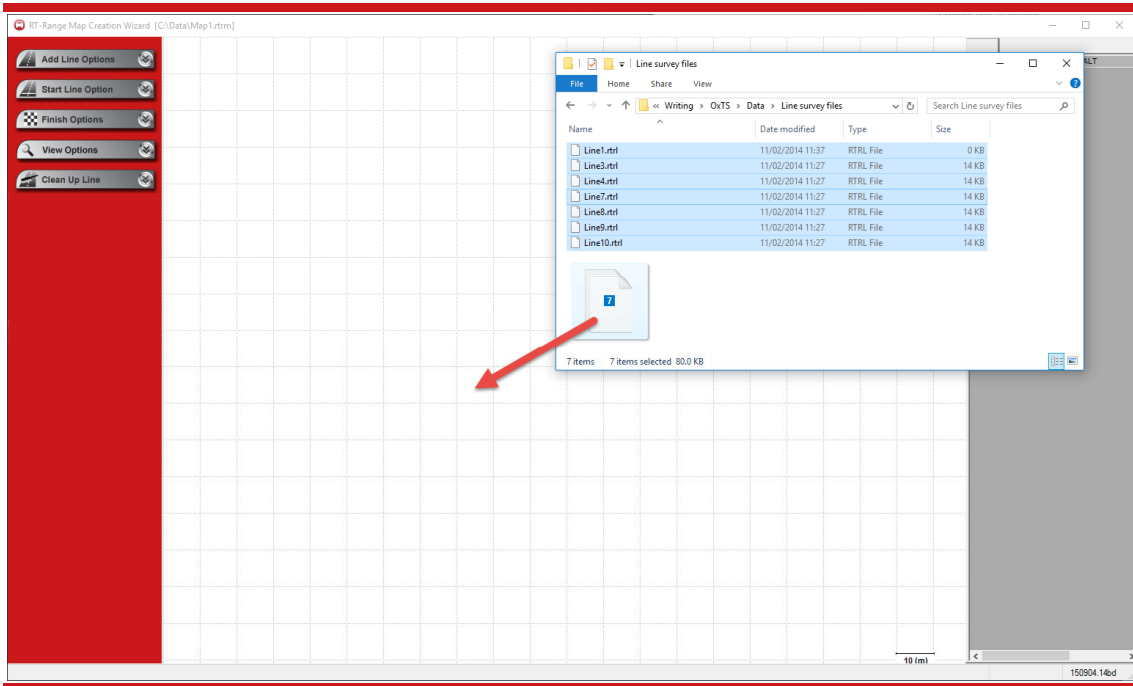 RT-Range Map Creation Wizard [C:\Data\Map1.rtrm]
Add Line Options
Start Line Option
Finish Options
View Options
Clean Up Line
Line survey files
File Home Share View
« Writing > OxTS > Data > Line survey files
Search Line survey files
Name Date modified Type Size
Line1.rtrl 11/02/2014 11:37 RTRL File 0 KB
Line3.rtrl 11/02/2014 11:27 RTRL File 14 KB
Line4.rtrl 11/02/2014 11:27 RTRL File 14 KB
Line7.rtrl 11/02/2014 11:27 RTRL File 14 KB
Line8.rtrl 11/02/2014 11:27 RTRL File 14 KB
Line9.rtrl 11/02/2014 11:27 RTRL File 14 KB
Line10.rtrl 11/02/2014 11:27 RTRL File 14 KB
7
7 items 7 items selected 80.0 KB
ALT
10 (m)
150904.14bd